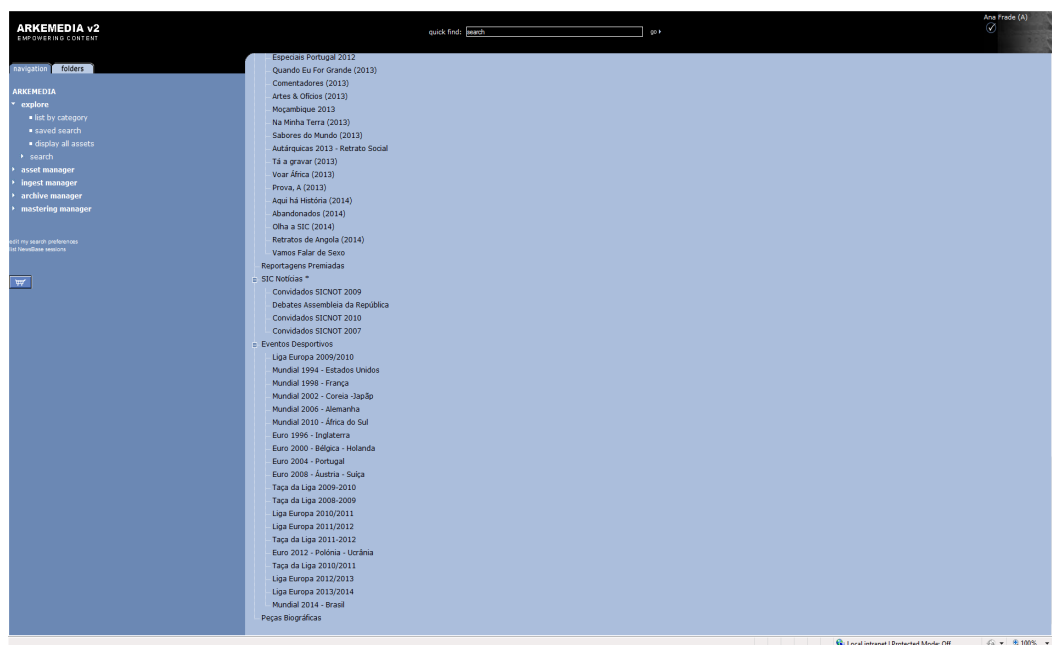 ARKEMEDIA v2
EMPOWERING CONTENT
quick find: search go
Ana Frade (A)
navigation folders
ARKEMEDIA
explore
list by category
saved search
display all assets
search
asset manager
ingest manager
archive manager
mastering manager
edit my search preferences
list NewsBase sessions
Especiais Portugal 2012
Quando Eu For Grande (2013)
Comentadores (2013)
Artes & Ofícios (2013)
Moçambique 2013
Na Minha Terra (2013)
Sabores do Mundo (2013)
Autárquicas 2013 - Retrato Social
Tá a gravar (2013)
Voar África (2013)
Prova, A (2013)
Aqui há História (2014)
Abandonados (2014)
Olha a SIC (2014)
Retratos de Angola (2014)
Vamos Falar de Sexo
Reportagens Premiadas
SIC Notícias *
Convidados SICNOT 2009
Debates Assembleia da República
Convidados SICNOT 2010
Convidados SICNOT 2007
Eventos Desportivos
Liga Europa 2009/2010
Mundial 1994 - Estados Unidos
Mundial 1998 - França
Mundial 2002 - Coreia -Japãp
Mundial 2006 - Alemanha
Mundial 2010 - África do Sul
Euro 1996 - Inglaterra
Euro 2000 - Bélgica - Holanda
Euro 2004 - Portugal
Euro 2008 - Áustria - Suíça
Taça da Liga 2009-2010
Taça da Liga 2008-2009
Liga Europa 2010/2011
Liga Europa 2011/2012
Taça da Liga 2011-2012
Euro 2012 - Polónia - Ucrânia
Taça da Liga 2010/2011
Liga Europa 2012/2013
Liga Europa 2013/2014
Mundial 2014 - Brasil
Peças Biográficas
Local intranet | Protected Mode: Off 100%